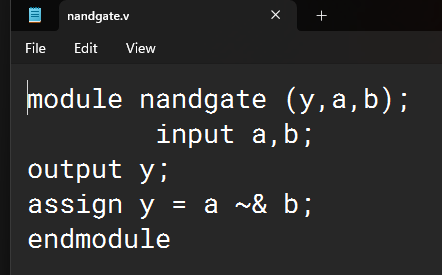 nandgate.v
File Edit View
module nandgate (y,a,b);
input a,b;
output y;
assign y = a ~& b;
endmodule